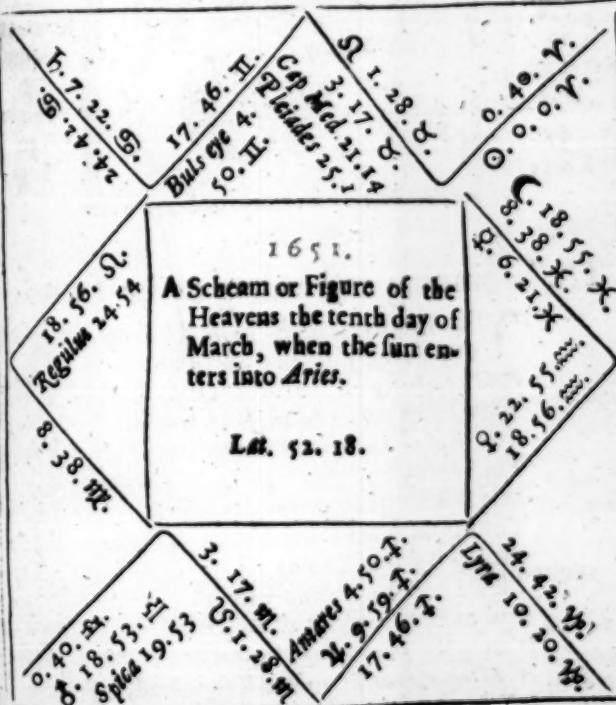 ♄. 7. 22. ♋.
24. 42. ♋.
17. 46. ♊.
Buls eye 4.
50. ♊.
Cap Med. 21. 14
Pleiades 25. 1
3. 17. ♉.
☊ 1. 28. ♉.
0. 40. ♈.
☉. 0. 0. ♈.
☾. 18. 55. ♓.
8. 38. ♓.
☿. 6. 21 ♓
18. 56. ♌.
Regulus 24. 54
1651.
A Scheam or Figure of the
Heavens the tenth day of
March, when the ſun en-
ters into Aries.
Lat. 52. 18.
♀. 22. 55. ♒.
18. 56. ♒.
8. 38. ♍.
0. 40. ♎.
♂. 18. 53. ♎
Spica 19. 53
3. 17. ♏.
☋. 1. 28. ♏
Antares 4. 50. ♐.
♃. 9. 59. ♐.
17. 46. ♐.
Lyra 10. 20. ♑.
24. 42. ♑.